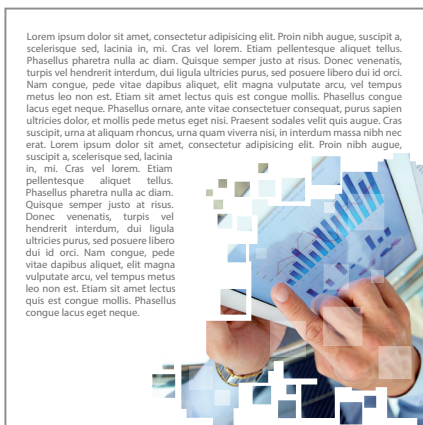 Lorem ipsum dolor sit amet, consectetur adipisicing elit. Proin nibh augue, suscipit a,
scelerisque sed, lacinia in, mi. Cras vel lorem. Etiam pellentesque aliquet tellus.
Phasellus pharetra nulla ac diam. Quisque semper justo at risus. Donec venenatis,
turpis vel hendrerit interdum, dui ligula ultricies purus, sed posuere libero dui id orci.
Nam congue, pede vitae dapibus aliquet, elit magna vulputate arcu, vel tempus
metus leo non est. Etiam sit amet lectus quis est congue mollis. Phasellus congue
lacus eget neque. Phasellus ornare, ante vitae consectetuer consequat, purus sapien
ultricies dolor, et mollis pede metus eget nisi. Praesent sodales velit quis augue. Cras
suscipit, urna at aliquam rhoncus, urna quam viverra nisi, in interdum massa nibh nec
erat. Lorem ipsum dolor sit amet, consectetur adipisicing elit. Proin nibh augue,
suscipit a, scelerisque sed, lacinia
in, mi. Cras vel lorem. Etiam
pellentesque aliquet tellus.
Phasellus pharetra nulla ac diam.
Quisque semper justo at risus.
Donec venenatis, turpis vel
hendrerit interdum, dui ligula
ultricies purus, sed posuere libero
dui id orci. Nam congue, pede
vitae dapibus aliquet, elit magna
vulputate arcu, vel tempus metus
leo non est. Etiam sit amet lectus
quis est congue mollis. Phasellus
congue lacus eget neque.